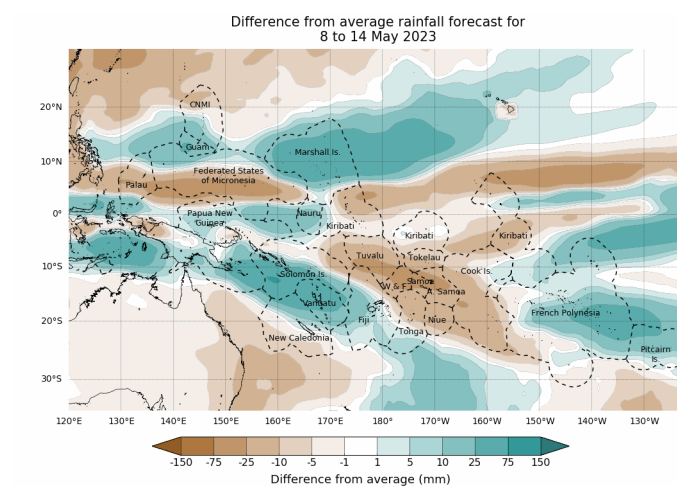 Difference from average rainfall forecast for
8 to 14 May 2023
20°N
10°N
0°
10°S
20°S
30°S
CNMI
Guam
Marshall Is.
Palau
Federated States
of Micronesia
Papua New
Guinea
Nauru
Kiribati
Kiribati
Kiribati
Tuvalu
Tokelau
Cook Is.
Solomon Is.
W & F
Samoa
A. Samoa
Vanuatu
Fiji
Niue
French Polynesia
Tonga
New Caledonia
Pitcairn
Is.
120°E
130°E
140°E
150°E
160°E
170°E
180°W
170°W
160°W
150°W
140°W
130°W
-150
-75
-25
-10
-5
-1
1
5
10
25
75
150
Difference from average (mm)